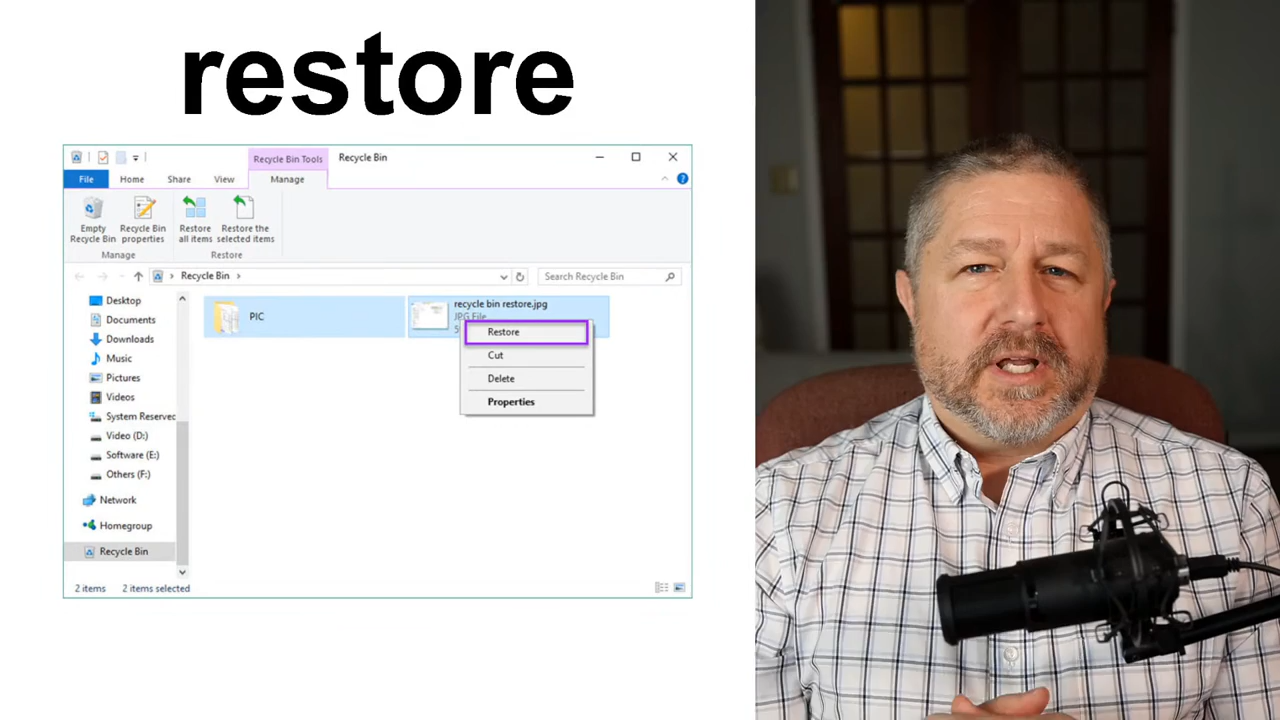 restore
Recycle Bin Tools Recycle Bin
File Home Share View Manage
Empty Recycle Bin
Recycle Bin properties
Restore all items
Restore the selected items
Manage Restore
Recycle Bin Search Recycle Bin
Desktop
Documents
Downloads
Music
Pictures
Videos
System Reserved
Video (D:)
Software (E:)
Others (F:)
Network
Homegroup
Recycle Bin
PIC
recycle bin restore.jpg
JPG File
Restore
Cut
Delete
Properties
2 items 2 items selected